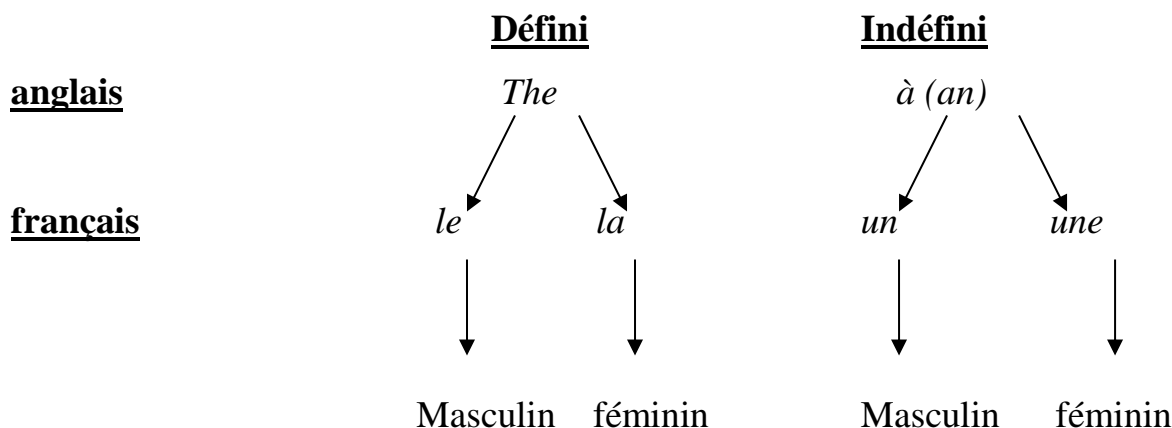 Défini Indéfini
anglais The à (an)
français le la un une
Masculin féminin Masculin féminin